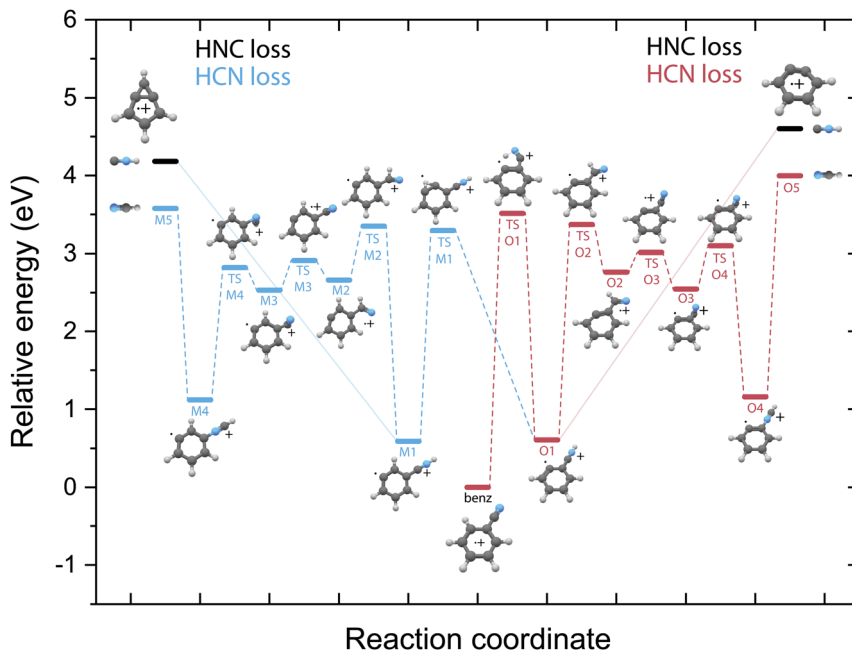 HNC loss
HCN loss
HNC loss
HCN loss
Relative energy (eV)
6
5
4
3
2
1
0
-1
M5
TS
M4
M3
TS
M3
M2
TS
M2
TS
M1
M4
M1
TS
O1
TS
O2
O2
TS
O3
O3
TS
O4
O5
O4
O1
benz
·+
·+
·
+
·+
·
+
·
+
·
+
·
+
·+
·+
·
+
·
+
·+
·
+
·
+
·
+
·
+
·
+
·+
Reaction coordinate